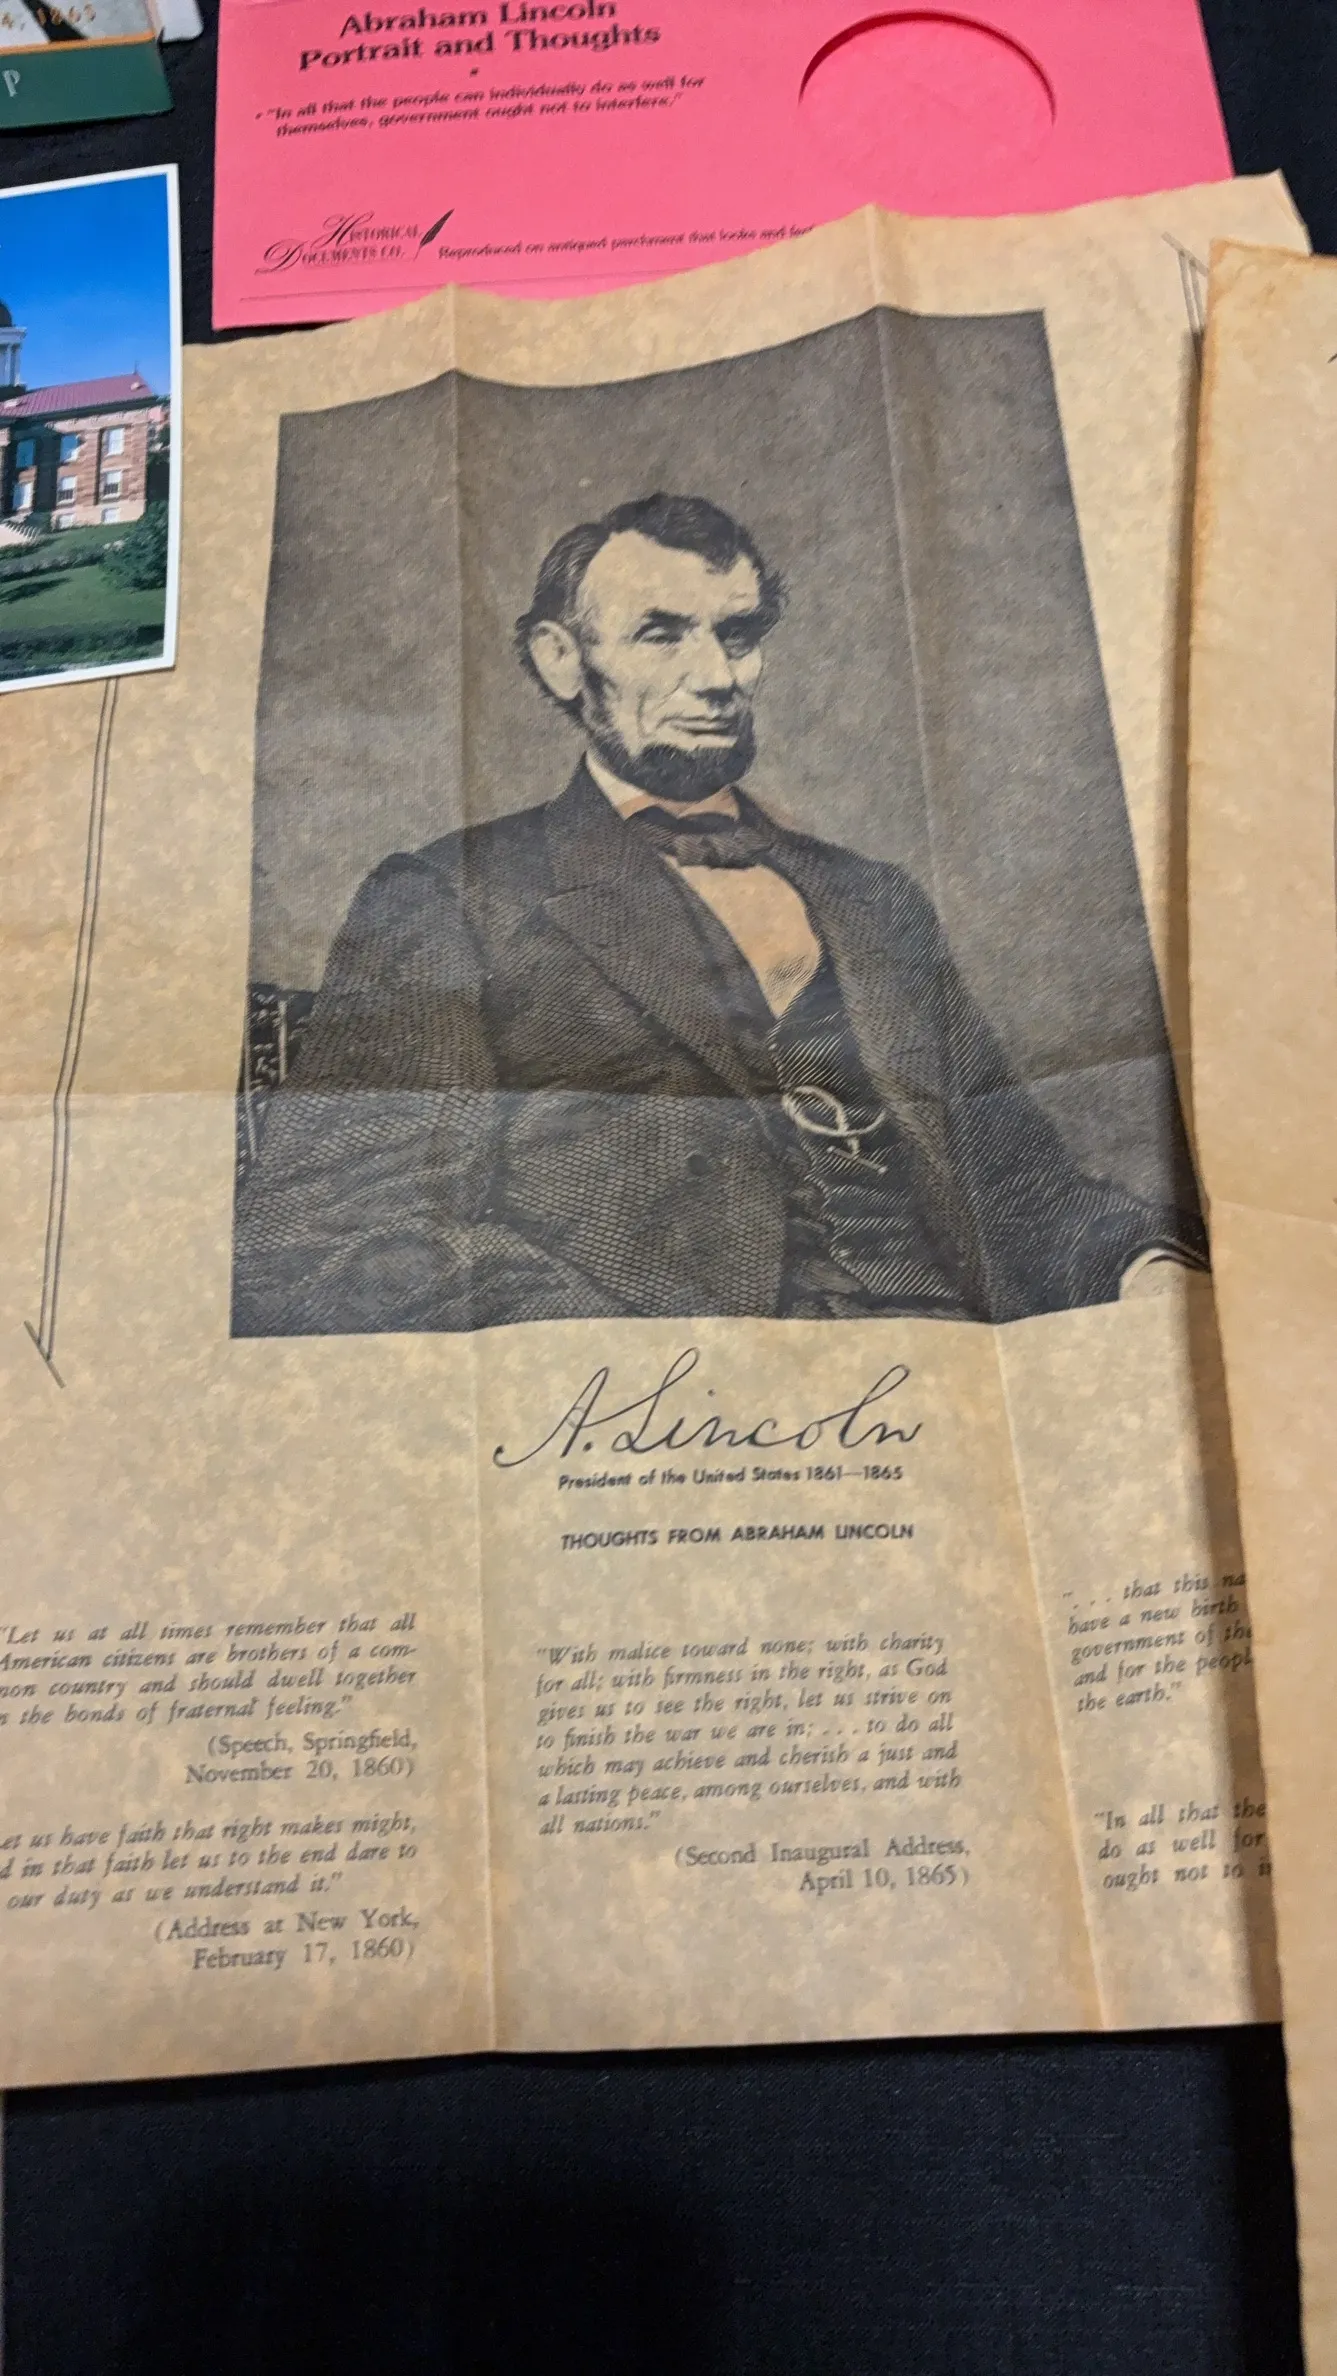 4, 1865
P
Abraham Lincoln
Portrait and Thoughts
• "In all that the people can individually do as well for
themselves, government ought not to interfere."
HISTORICAL
DOCUMENTS CO.
Reproduced on antiqued parchment that looks and feel
A. Lincoln
President of the United States 1861—1865
THOUGHTS FROM ABRAHAM LINCOLN
"Let us at all times remember that all
American citizens are brothers of a com-
mon country and should dwell together
n the bonds of fraternal feeling."
(Speech, Springfield,
November 20, 1860)
et us have faith that right makes might,
d in that faith let us to the end dare to
our duty as we understand it."
(Address at New York,
February 17, 1860)
"With malice toward none; with charity
for all; with firmness in the right, as God
gives us to see the right, let us strive on
to finish the war we are in; . . . to do all
which may achieve and cherish a just and
a lasting peace, among ourselves, and with
all nations."
(Second Inaugural Address,
April 10, 1865)
". . . that this na
have a new birth
government of the
and for the peopl
the earth."
"In all that the
do as well for
ought not to i